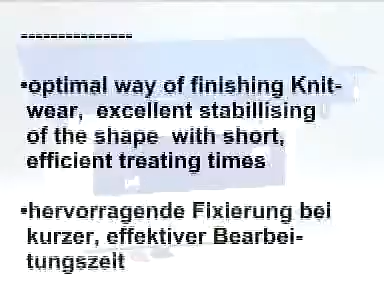 ---------------
•optimal way of finishing Knit-
wear, excellent stabillising
of the shape with short,
efficient treating times
•hervorragende Fixierung bei
kurzer, effektiver Bearbei-
tungszeit